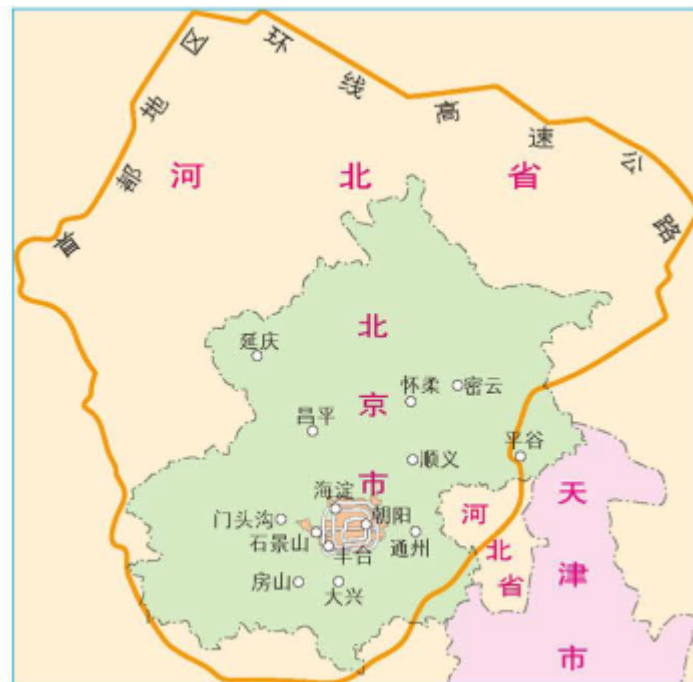 首都地区环线高速公路
河北省
北京市
延庆
怀柔
密云
昌平
顺义
平谷
海淀
朝阳
门头沟
石景山
丰台
通州
房山
大兴
河北省
天津市